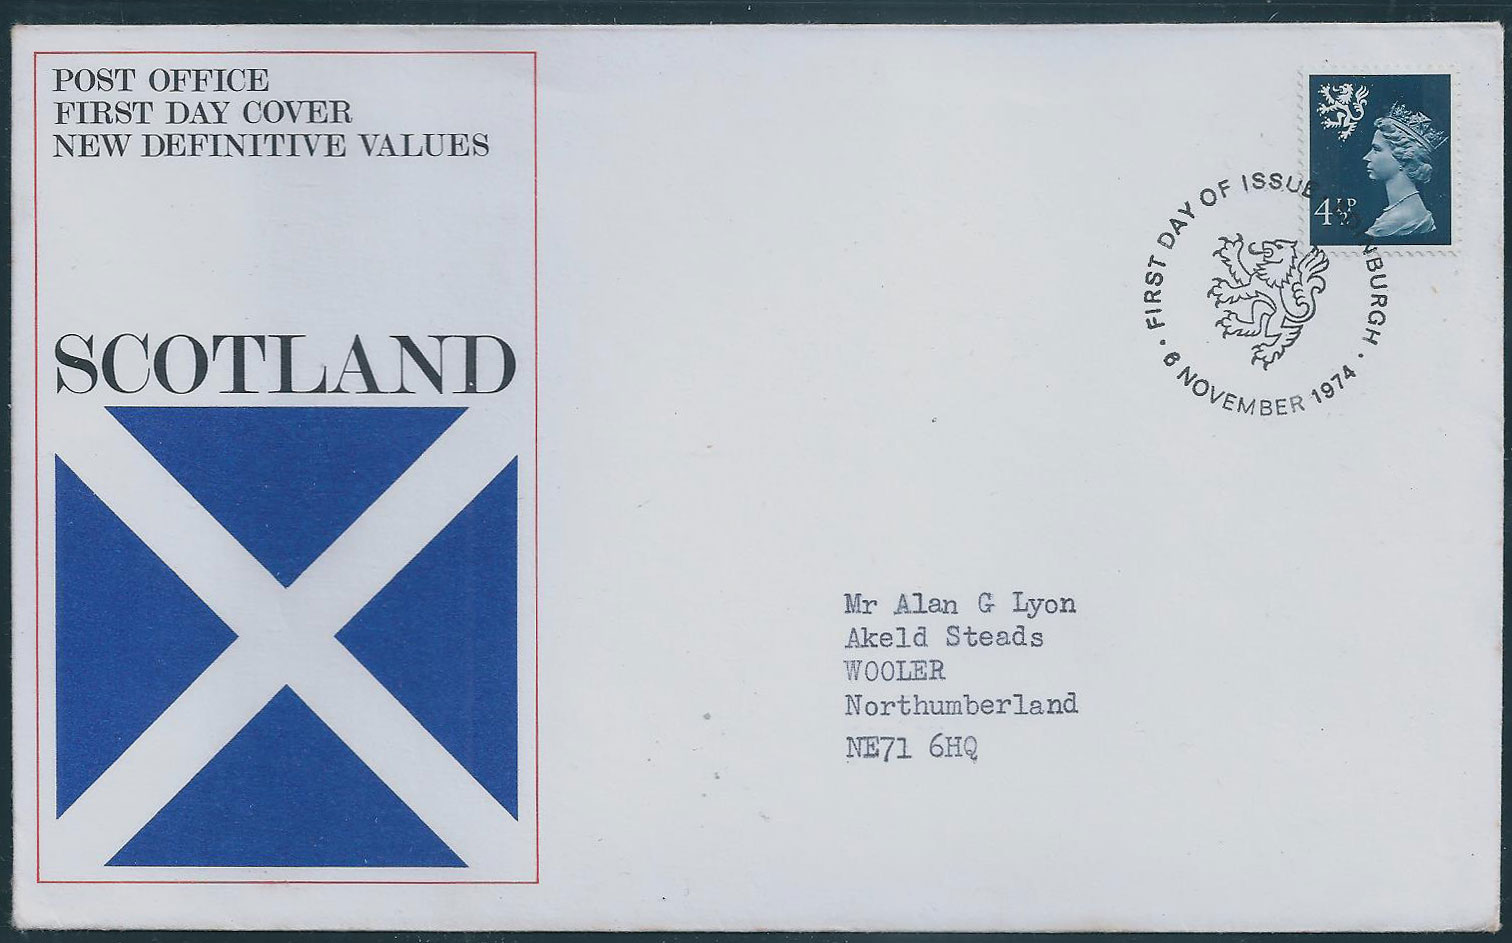 POST OFFICE
FIRST DAY COVER
NEW DEFINITIVE VALUES
SCOTLAND
4½P
FIRST DAY OF ISSUE EDINBURGH
6 NOVEMBER 1974
Mr Alan G Lyon
Akeld Steads
WOOLER
Northumberland
NE71 6HQ